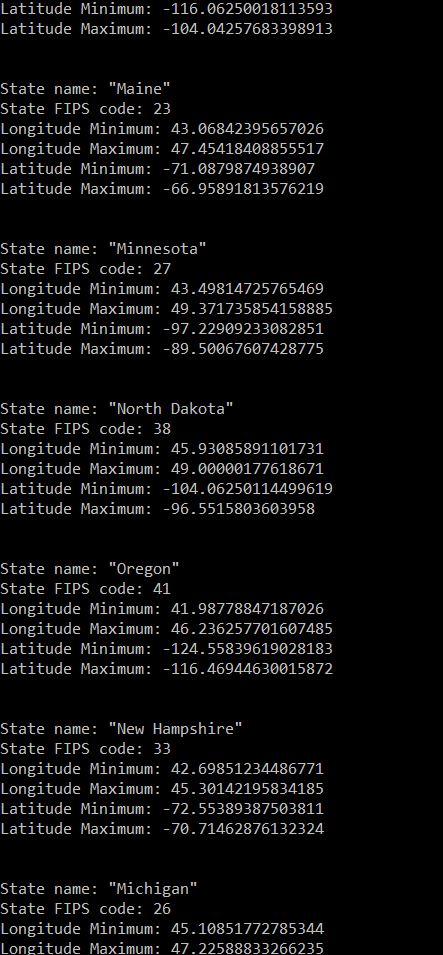 Latitude Minimum: -116.06250018113593
Latitude Maximum: -104.04257683398913
State name: "Maine"
State FIPS code: 23
Longitude Minimum: 43.06842395657026
Longitude Maximum: 47.45418408855517
Latitude Minimum: -71.0879874938907
Latitude Maximum: -66.95891813576219
State name: "Minnesota"
State FIPS code: 27
Longitude Minimum: 43.49814725765469
Longitude Maximum: 49.371735854158885
Latitude Minimum: -97.22909233082851
Latitude Maximum: -89.50067607428775
State name: "North Dakota"
State FIPS code: 38
Longitude Minimum: 45.93085891101731
Longitude Maximum: 49.00000177618671
Latitude Minimum: -104.06250114499619
Latitude Maximum: -96.5515803603958
State name: "Oregon"
State FIPS code: 41
Longitude Minimum: 41.98778847187026
Longitude Maximum: 46.236257701607485
Latitude Minimum: -124.55839619028183
Latitude Maximum: -116.46944630015872
State name: "New Hampshire"
State FIPS code: 33
Longitude Minimum: 42.69851234486771
Longitude Maximum: 45.30142195834185
Latitude Minimum: -72.55389387503811
Latitude Maximum: -70.71462876132324
State name: "Michigan"
State FIPS code: 26
Longitude Minimum: 45.10851772785344
Longitude Maximum: 47.22588833266235